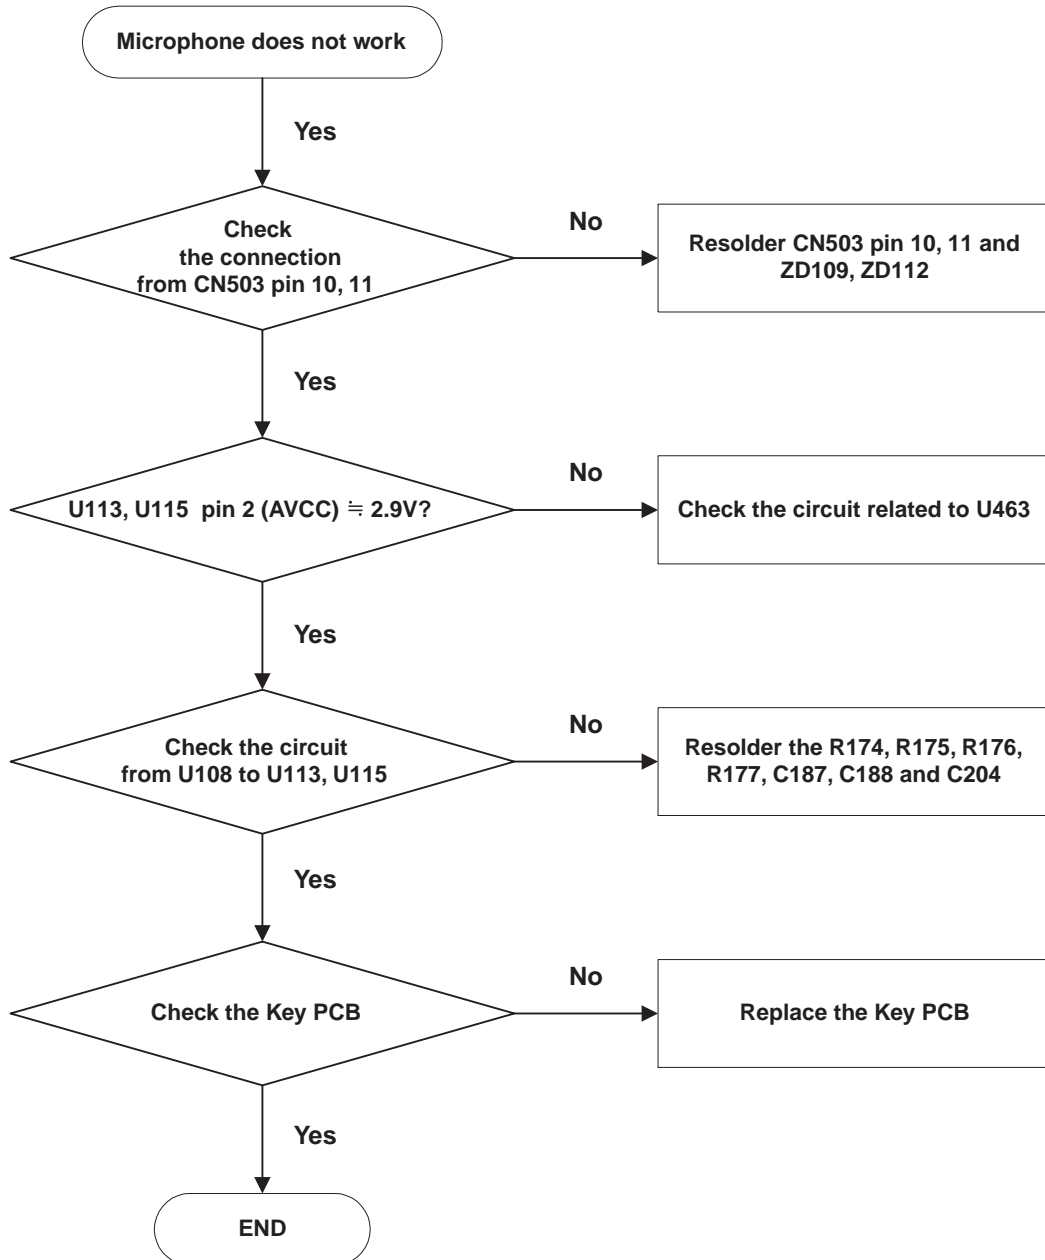 Microphone does not work
Yes
Check
the connection
from CN503 pin 10, 11
No
Resolder CN503 pin 10, 11 and
ZD109, ZD112
Yes
U113, U115 pin 2 (AVCC) ≒ 2.9V?
No
Check the circuit related to U463
Yes
Check the circuit
from U108 to U113, U115
No
Resolder the R174, R175, R176,
R177, C187, C188 and C204
Yes
Check the Key PCB
No
Replace the Key PCB
Yes
END